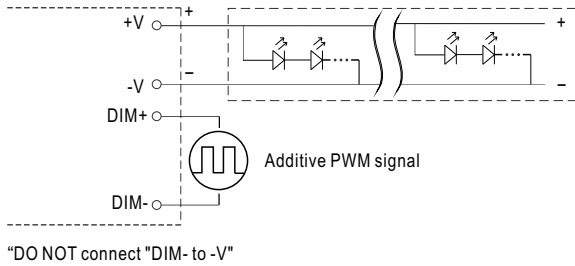 +V
+
+
-V
−
−
DIM+
Additive PWM signal
DIM-
“DO NOT connect "DIM- to -V"